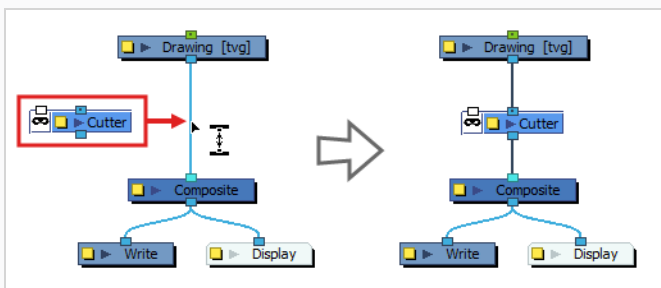 Drawing [tvg]
Cutter
Composite
Write
Display
Drawing [tvg]
Cutter
Composite
Write
Display